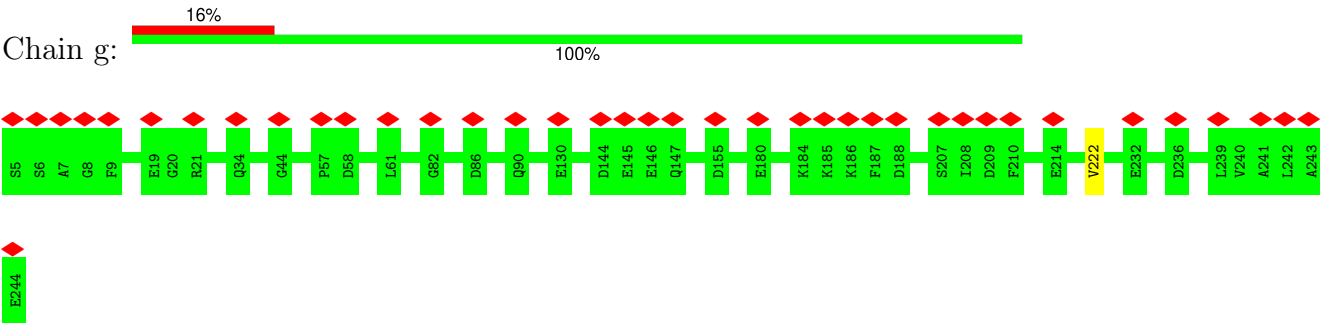 16%
Chain g:
100%
S5 S6 A7 G8 F9 E19 G20 R21 Q34 G44 P57 D58 L61 G82 D86 Q90 E130 D144 E145 E146 Q147 D155 E180 K184 K185 K186 F187 D188 S207 I208 D209 F210 E214 V222 E232 D236 L239 V240 A241 L242 A243
E244